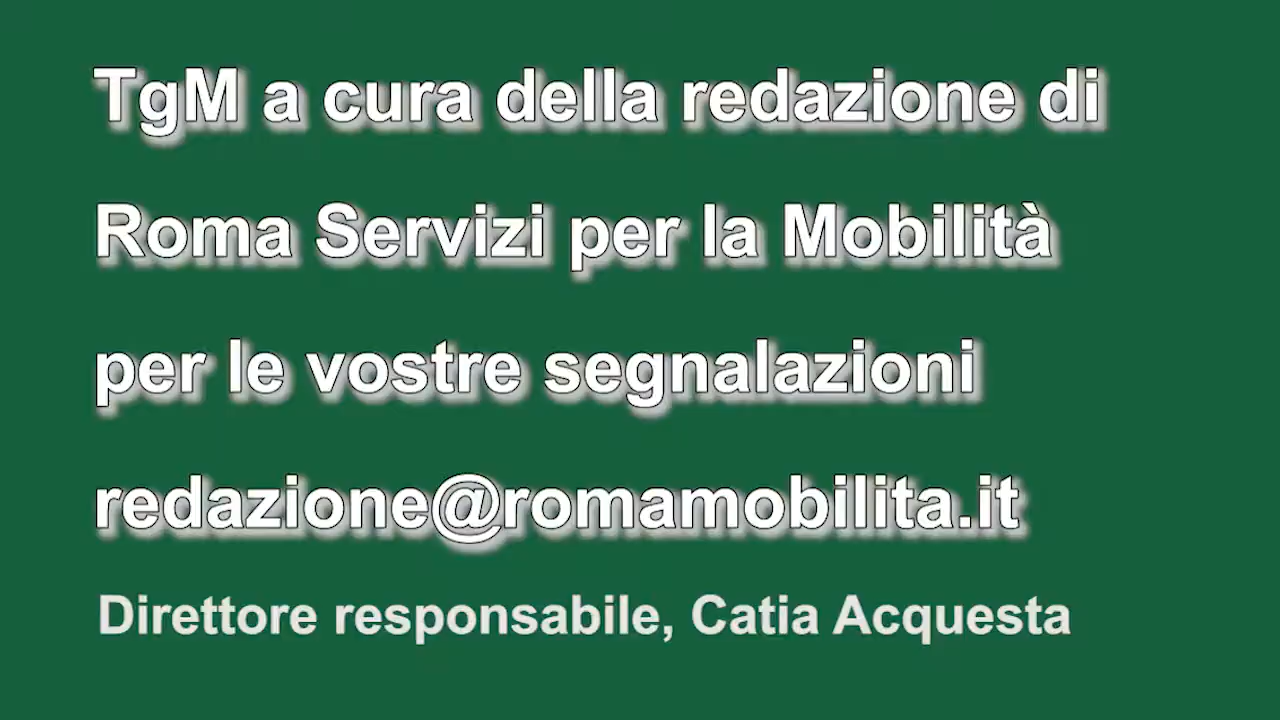 TgM a cura della redazione di
Roma Servizi per la Mobilità
per le vostre segnalazioni
redazione@romamobilita.it
Direttore responsabile, Catia Acquesta